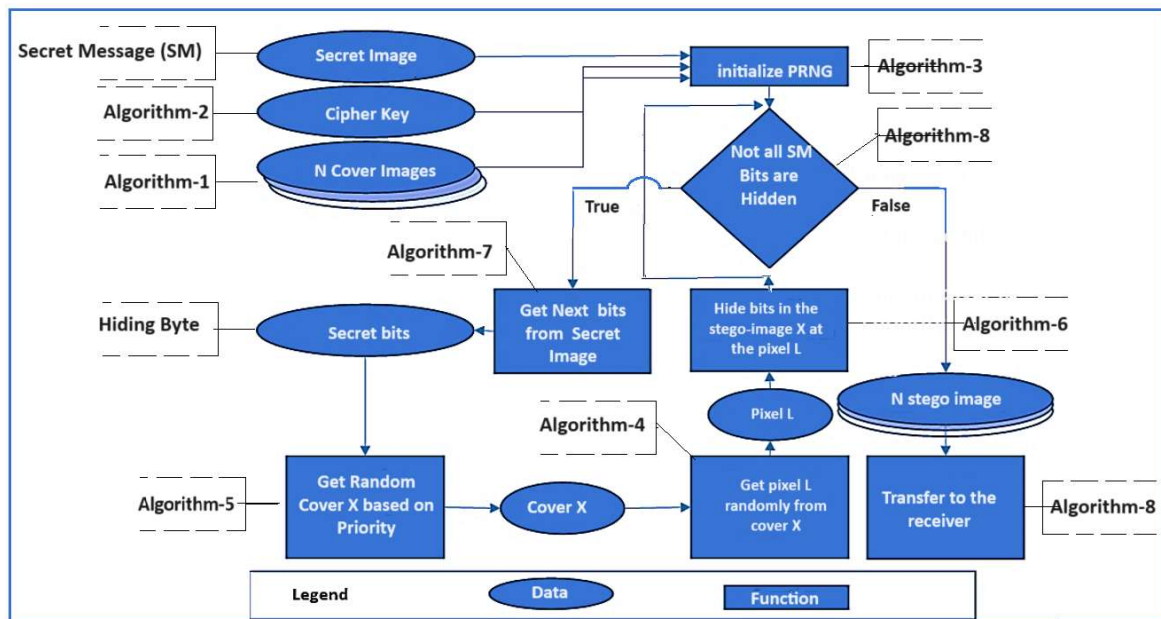 Secret Message (SM)
Secret Image
initialize PRNG
Algorithm-3
Algorithm-2
Cipher Key
Algorithm-8
Not all SM
Bits are
Hidden
Algorithm-1
N Cover Images
True
False
Algorithm-7
Hiding Byte
Secret bits
Get Next bits
from Secret
Image
Hide bits in the
stego-image X at
the pixel L
Algorithm-6
Pixel L
N stego image
Algorithm-4
Algorithm-5
Get Random
Cover X based on
Priority
Cover X
Get pixel L
randomly from
cover X
Transfer to the
receiver
Algorithm-8
Legend
Data
Function